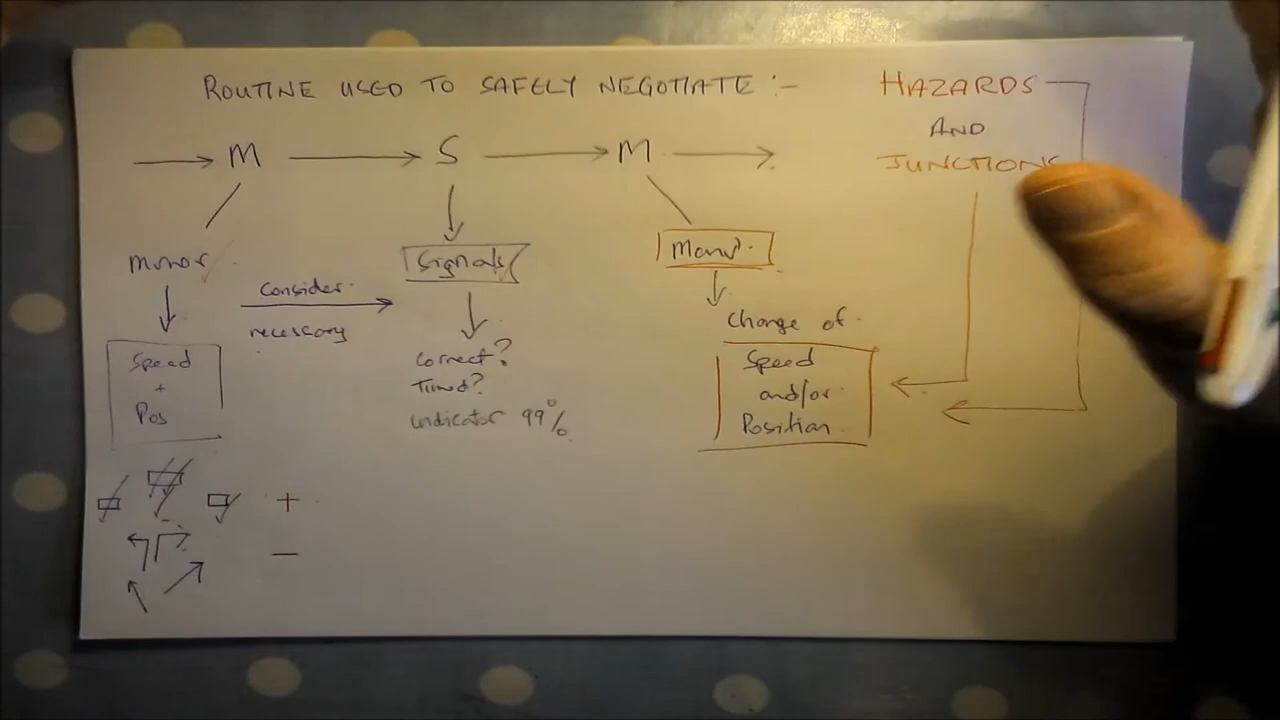 ROUTINE USED TO SAFELY NEGOTIATE :-
HAZARDS
AND
JUNCTIONS
M
S
M
Mirror
Signals
Manv.
Consider
necessary
Speed
+
Pos
Correct?
Timed?
indicator 99%
Change of
Speed
and/or
Position
+
-